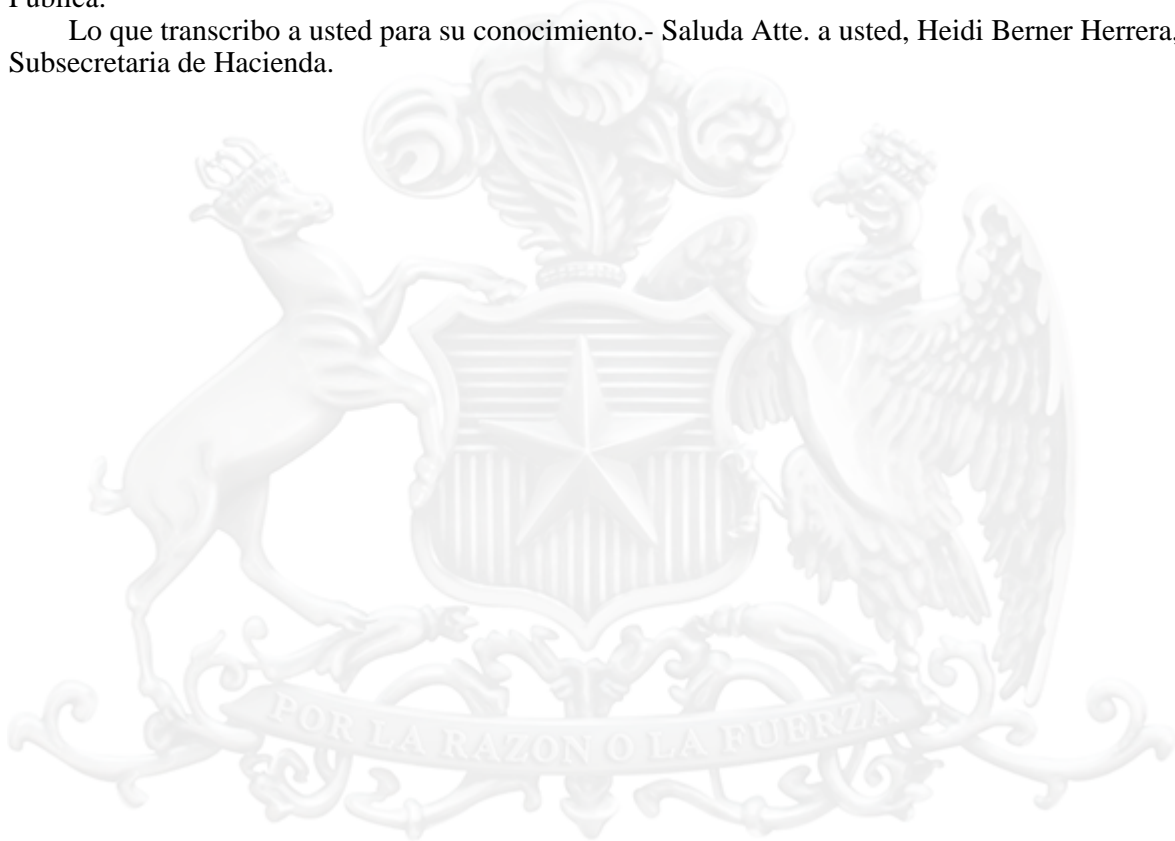 Pública.
Lo que transcribo a usted para su conocimiento.- Saluda Atte. a usted, Heidi Berner Herrera,
Subsecretaria de Hacienda.
POR LA RAZON O LA FUERZA